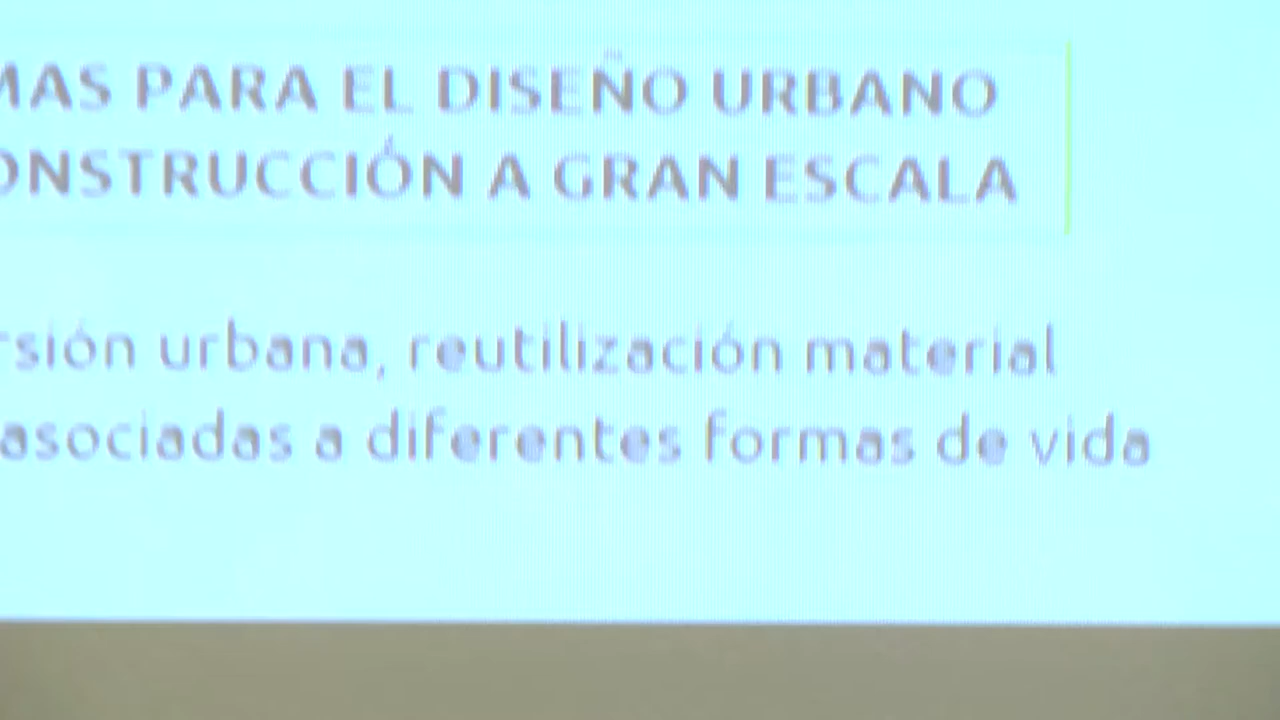 MAS PARA EL DISEÑO URBANO
ONSTRUCCIÓN A GRAN ESCALA
rsión urbana, reutilización material
asociadas a diferentes formas de vida